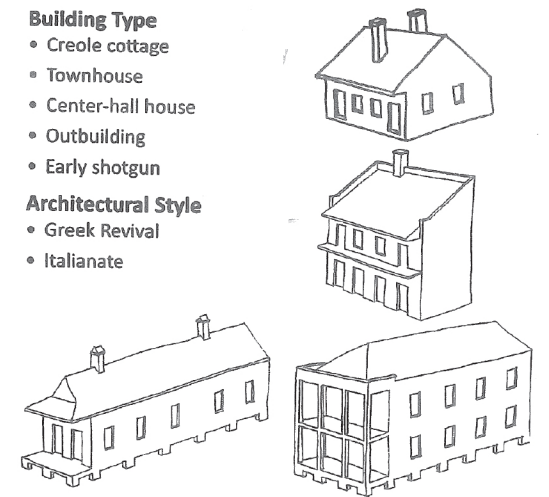 Building Type
• Creole cottage
• Townhouse
• Center-hall house
• Outbuilding
• Early shotgun
Architectural Style
• Greek Revival
• Italianate